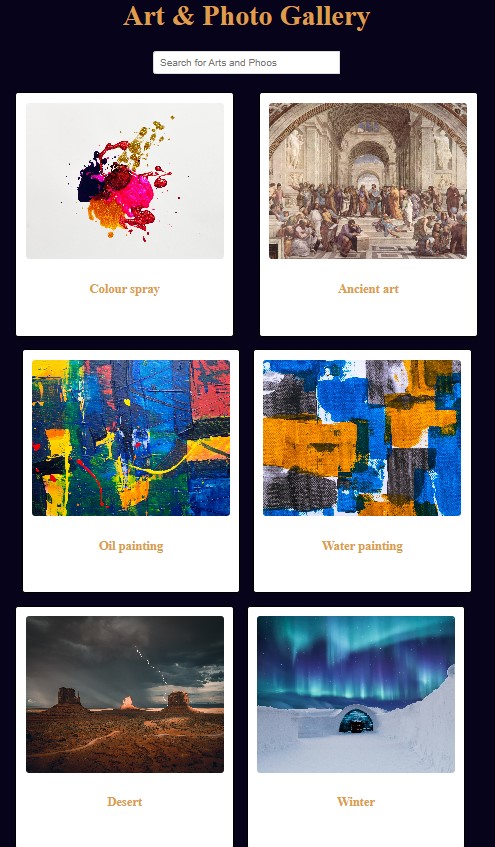 Art & Photo Gallery
Search for Arts and Phoos
Colour spray
Ancient art
Oil painting
Water painting
Desert
Winter